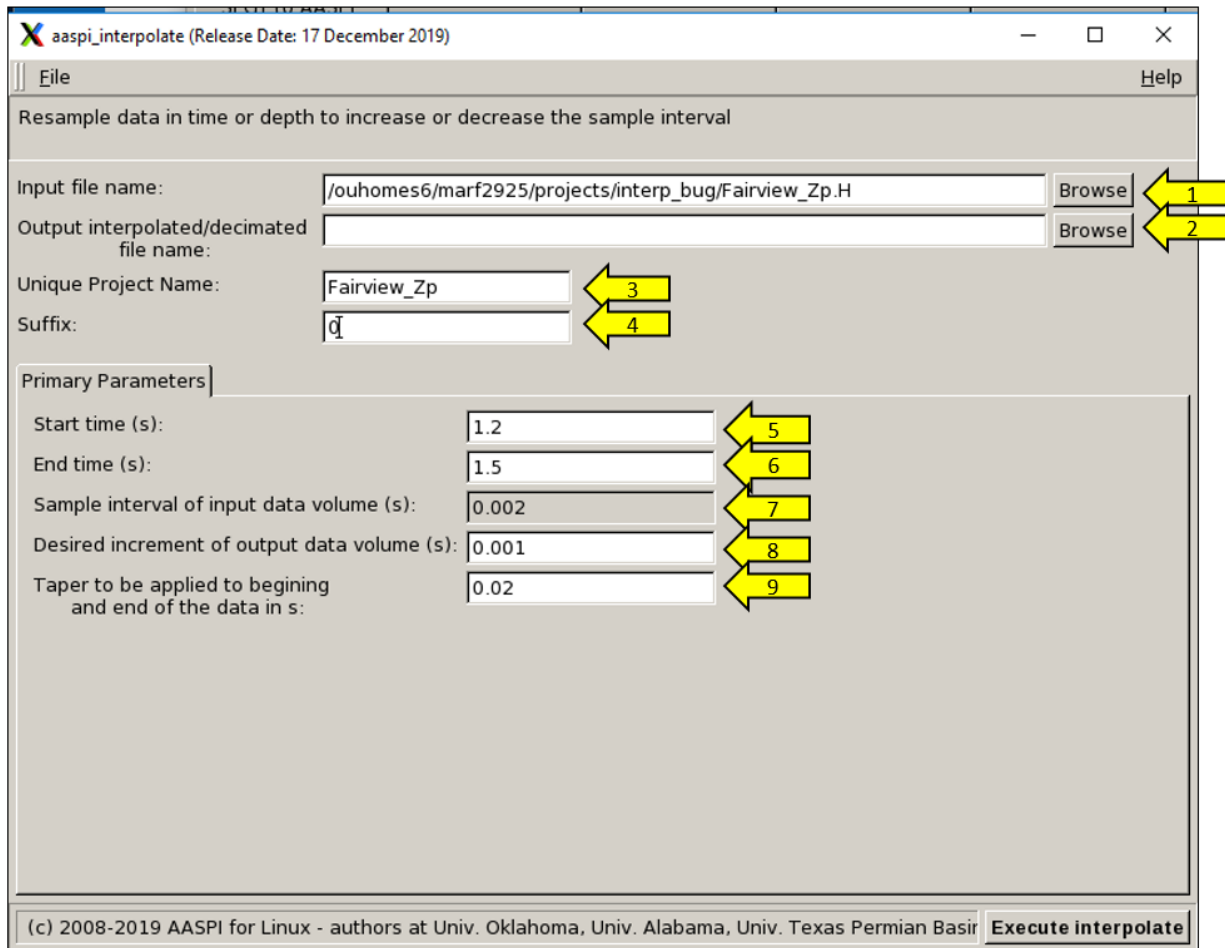 aaspi_interpolate (Release Date: 17 December 2019)
File Help
Resample data in time or depth to increase or decrease the sample interval
Input file name: /ouhomes6/marf2925/projects/interp_bug/Fairview_Zp.H Browse 1
Output interpolated/decimated Browse 2
file name:
Unique Project Name: Fairview_Zp 3
Suffix: 0 4
Primary Parameters
Start time (s): 1.2 5
End time (s): 1.5 6
Sample interval of input data volume (s): 0.002 7
Desired increment of output data volume (s): 0.001 8
Taper to be applied to begining 0.02 9
and end of the data in s:
(c) 2008-2019 AASPI for Linux - authors at Univ. Oklahoma, Univ. Alabama, Univ. Texas Permian Basin Execute interpolate